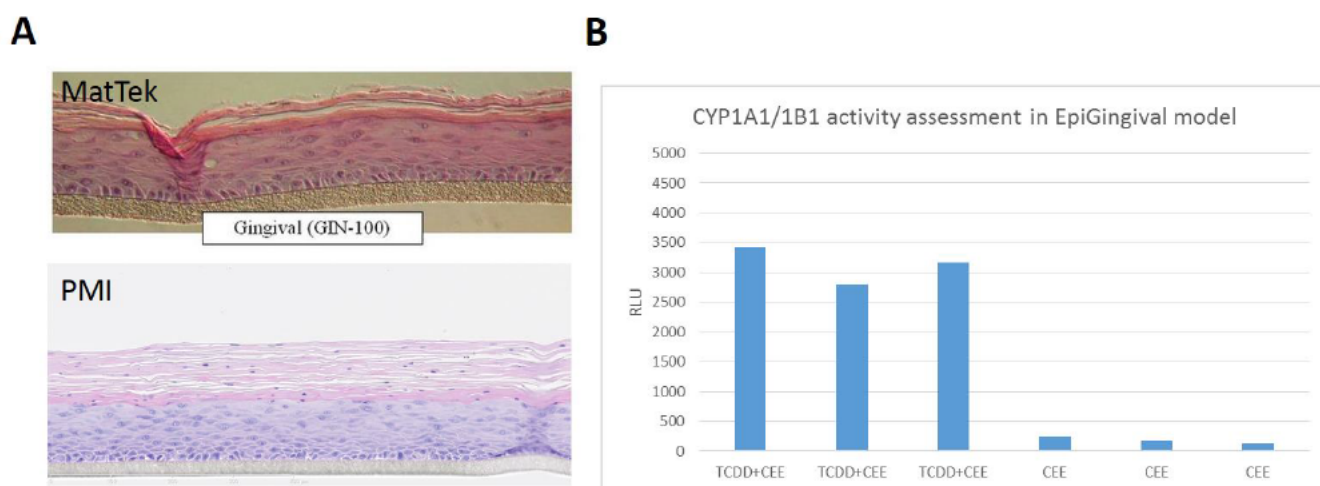 A
B
MatTek
Gingival (GIN-100)
PMI
CYP1A1/1B1 activity assessment in EpiGingival model
5000
4500
4000
3500
3000
2500
2000
1500
1000
500
0
RLU
TCDD+CEE TCDD+CEE TCDD+CEE CEE CEE CEE